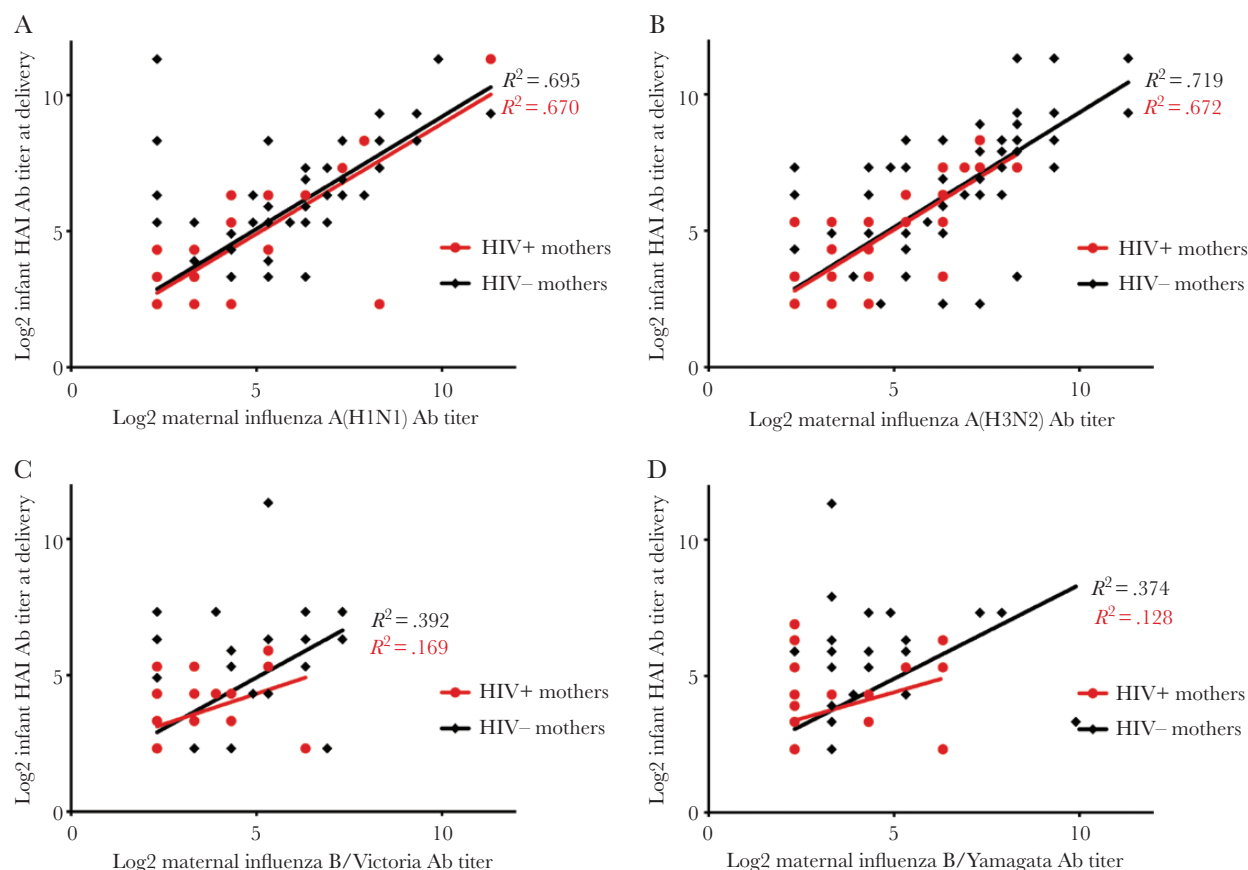 A
Log2 infant HAI Ab titer at delivery
10
5
0
R² = .695
R² = .670
HIV+ mothers
HIV– mothers
0
5
10
Log2 maternal influenza A(H1N1) Ab titer
B
Log2 infant HAI Ab titer at delivery
10
5
0
R² = .719
R² = .672
HIV+ mothers
HIV– mothers
0
5
10
Log2 maternal influenza A(H3N2) Ab titer
C
Log2 infant HAI Ab titer at delivery
10
5
0
R² = .392
R² = .169
HIV+ mothers
HIV– mothers
0
5
10
Log2 maternal influenza B/Victoria Ab titer
D
Log2 infant HAI Ab titer at delivery
10
5
0
R² = .374
R² = .128
HIV+ mothers
HIV– mothers
0
5
10
Log2 maternal influenza B/Yamagata Ab titer